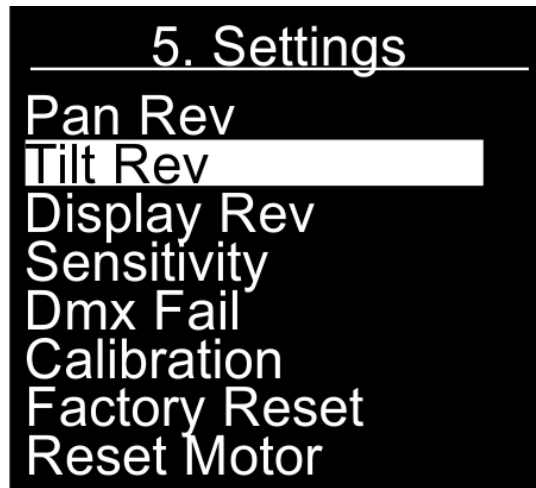 5. Settings
Pan Rev
Tilt Rev
Display Rev
Sensitivity
Dmx Fail
Calibration
Factory Reset
Reset Motor